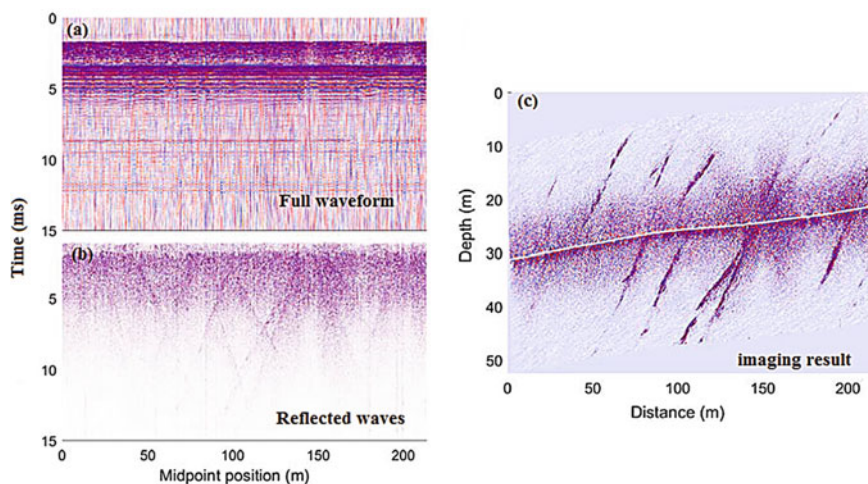 (a)
0
5
10
15
Full waveform
Time (ms)
(b)
5
10
15
Reflected waves
0 50 100 150 200
Midpoint position (m)
(c)
0
10
20
30
40
50
Depth (m)
imaging result
0 50 100 150 200
Distance (m)